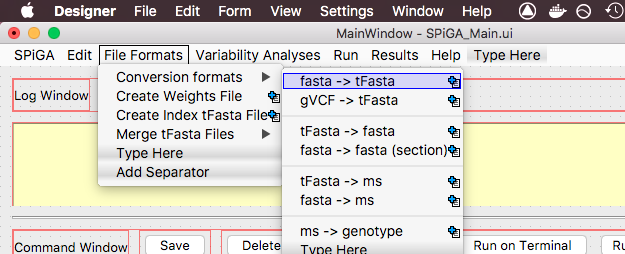 Designer File Edit Form View Settings Window Help
MainWindow - SPiGA_Main.ui
SPiGA Edit File Formats Variability Analyses Run Results Help Type Here
Log Window
Conversion formats
Create Weights File
Create Index tFasta File
Merge tFasta Files
Type Here
Add Separator
fasta -> tFasta
gVCF -> tFasta
tFasta -> fasta
fasta -> fasta (section)
tFasta -> ms
fasta -> ms
ms -> genotype
Type Here
Command Window Save Delete Run on Terminal